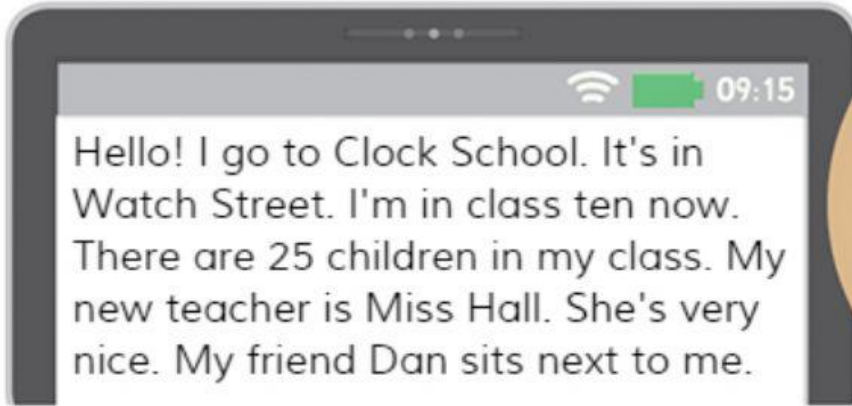 09:15
Hello! I go to Clock School. It's in
Watch Street. I'm in class ten now.
There are 25 children in my class. My
new teacher is Miss Hall. She's very
nice. My friend Dan sits next to me.